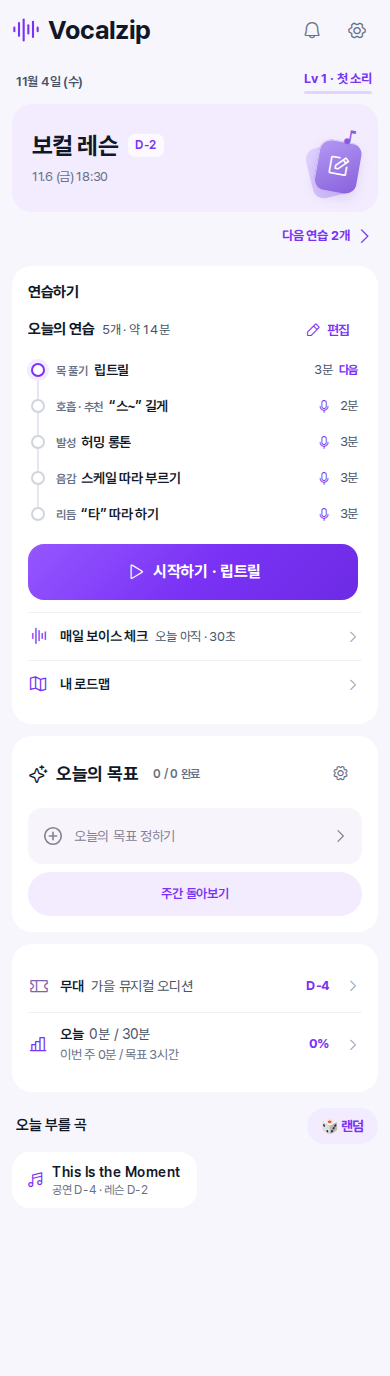 Vocalzip
11월 4일 (수)
Lv 1 · 첫 소리
보컬 레슨 D-2
11.6 (금) 18:30
다음 연습 2개
연습하기
오늘의 연습 5개 · 약 14분
편집
목 풀기 립트릴 3분 다음
호흡 · 추천 “스~” 길게 2분
발성 허밍 롱톤 3분
음감 스케일 따라 부르기 3분
리듬 “타” 따라 하기 3분
시작하기 · 립트릴
매일 보이스 체크 오늘 아직 · 30초
내 로드맵
오늘의 목표 0 / 0 완료
오늘의 목표 정하기
주간 돌아보기
무대 가을 뮤지컬 오디션 D-4
오늘 0분 / 30분
이번 주 0분 / 목표 3시간
0%
오늘 부를 곡
🎲 랜덤
This Is the Moment
공연 D-4 · 레슨 D-2